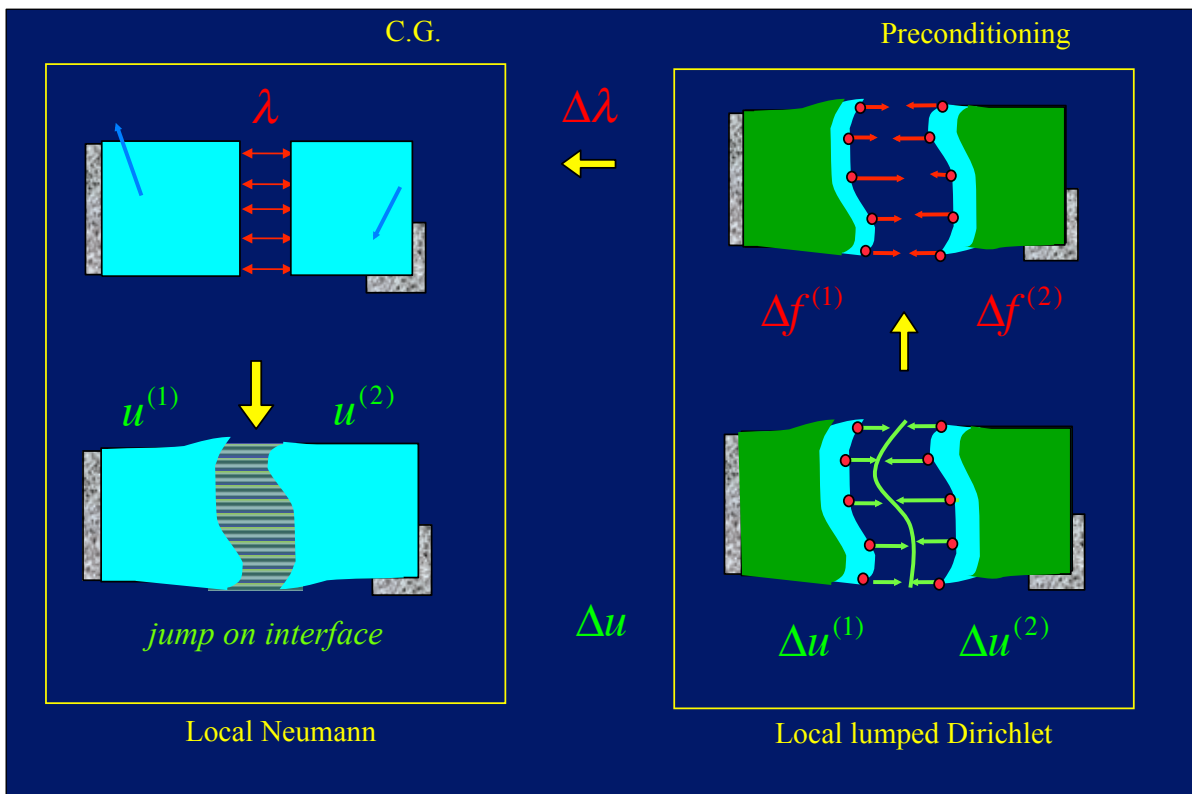 C.G.
Preconditioning
λ
Δλ
Δf⁽¹⁾
Δf⁽²⁾
u⁽¹⁾
u⁽²⁾
jump on interface
Δu
Δu⁽¹⁾
Δu⁽²⁾
Local Neumann
Local lumped Dirichlet